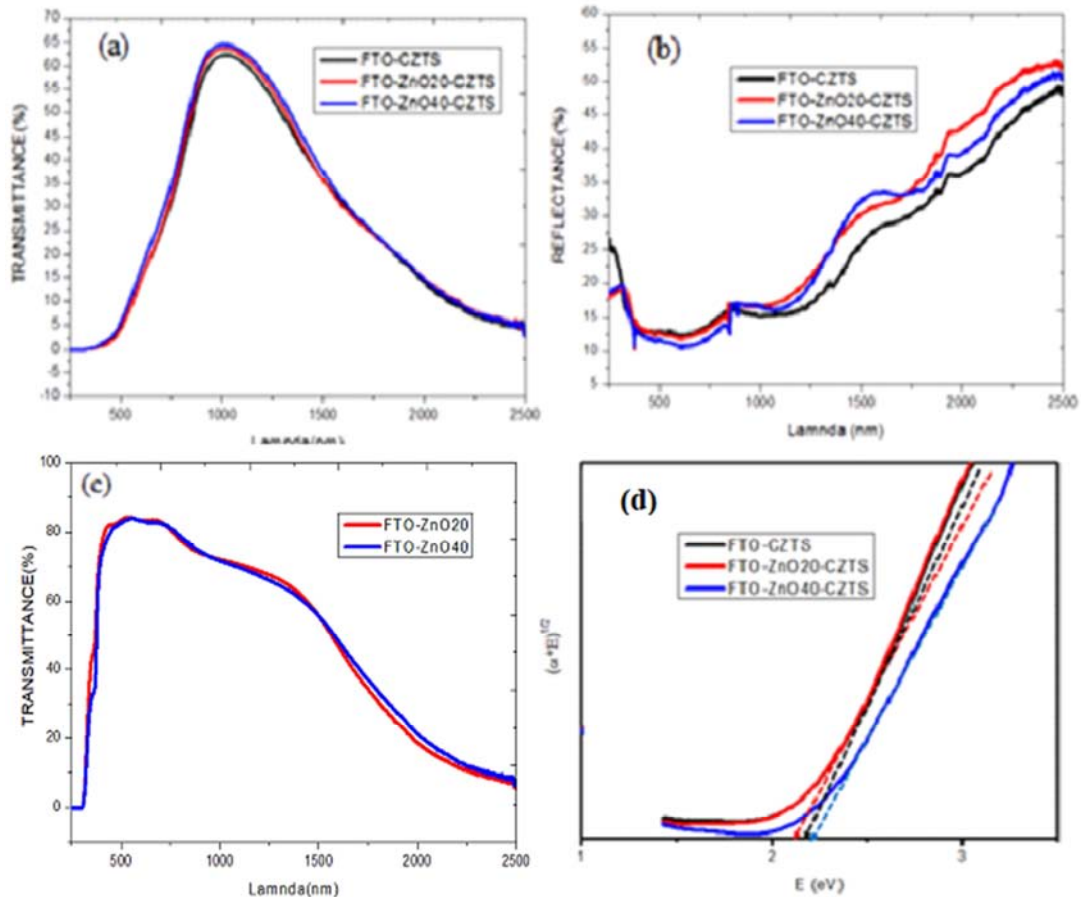 (a)
TRANSMITTANCE (%)
70
65
60
55
50
45
40
35
30
25
20
15
10
5
0
-5
-10
FTO-CZTS
FTO-ZnO20-CZTS
FTO-ZnO40-CZTS
500
1000
1500
2000
2500
Lamnda(nm)
(b)
REFLECTANCE (%)
60
55
50
45
40
35
30
25
20
15
10
5
FTO-CZTS
FTO-ZnO20-CZTS
FTO-ZnO40-CZTS
500
1000
1500
2000
2500
Lamnda (nm)
(c)
TRANSMITTANCE(%)
100
80
60
40
20
0
FTO-ZnO20
FTO-ZnO40
500
1000
1500
2000
2500
Lamnda(nm)
(d)
(α*E)^1/2
FTO-CZTS
FTO-ZnO20-CZTS
FTO-ZnO40-CZTS
1
2
3
E (eV)